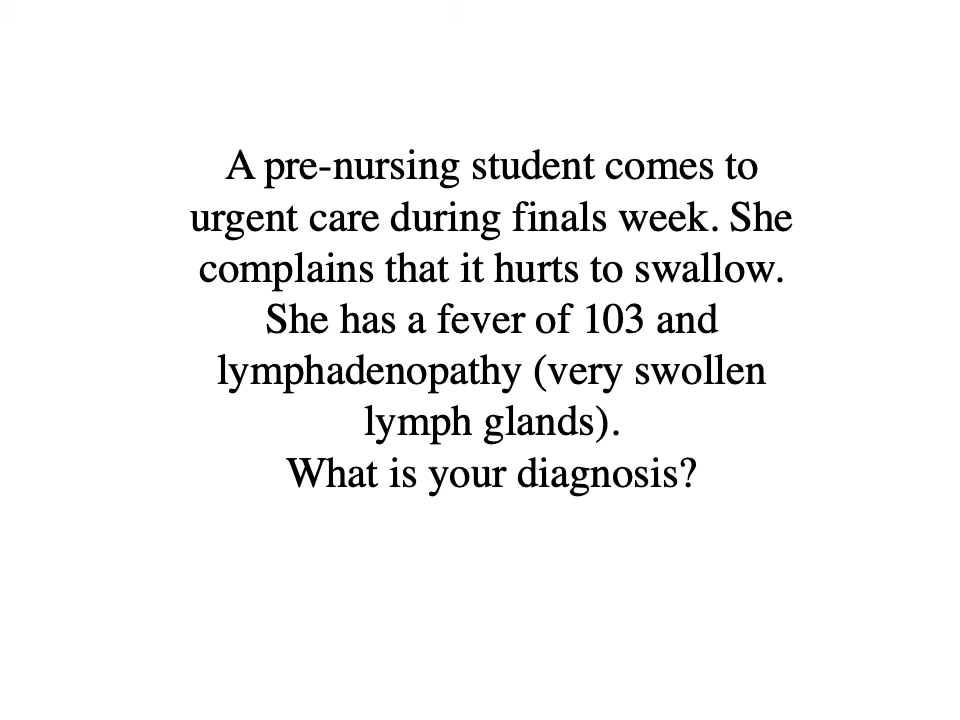 A pre-nursing student comes to
urgent care during finals week. She
complains that it hurts to swallow.
She has a fever of 103 and
lymphadenopathy (very swollen
lymph glands).
What is your diagnosis?